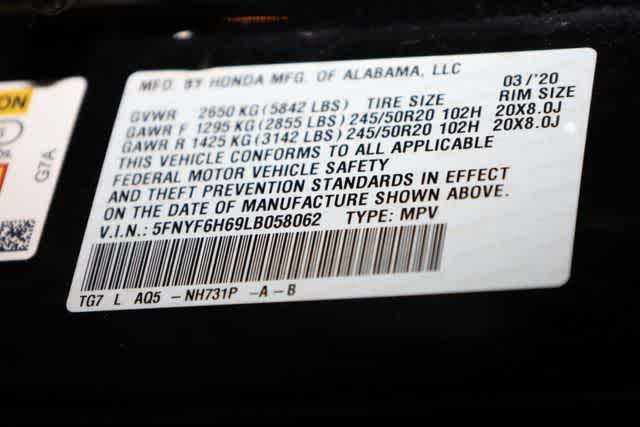 MFD. BY HONDA MFG. OF ALABAMA, LLC 03/'20
GVWR 2650 KG (5842 LBS) TIRE SIZE RIM SIZE
GAWR F 1295 KG (2855 LBS) 245/50R20 102H 20X8.0J
GAWR R 1425 KG (3142 LBS) 245/50R20 102H 20X8.0J
THIS VEHICLE CONFORMS TO ALL APPLICABLE
FEDERAL MOTOR VEHICLE SAFETY
AND THEFT PREVENTION STANDARDS IN EFFECT
ON THE DATE OF MANUFACTURE SHOWN ABOVE.
V.I.N.: 5FNYF6H69LB058062 TYPE: MPV
TG7 L AQ5 -NH731P -A -B
G7A